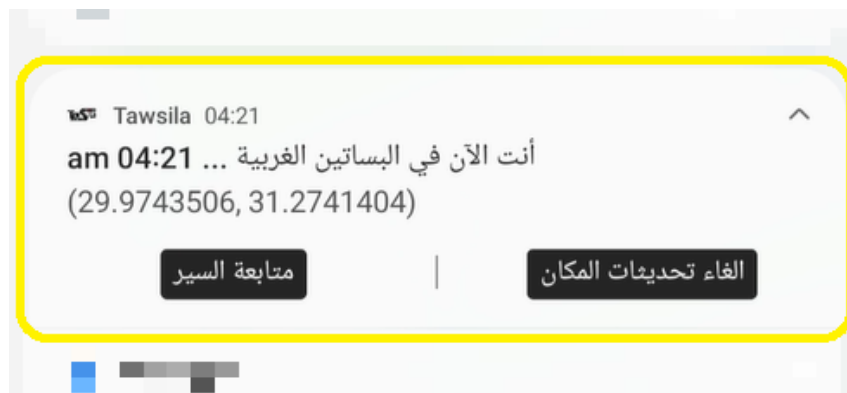 Tawsila 04:21
أنت الآن في البساتين الغربية ... 04:21 am
(29.9743506, 31.2741404)
الغاء تحديثات المكان | متابعة السير